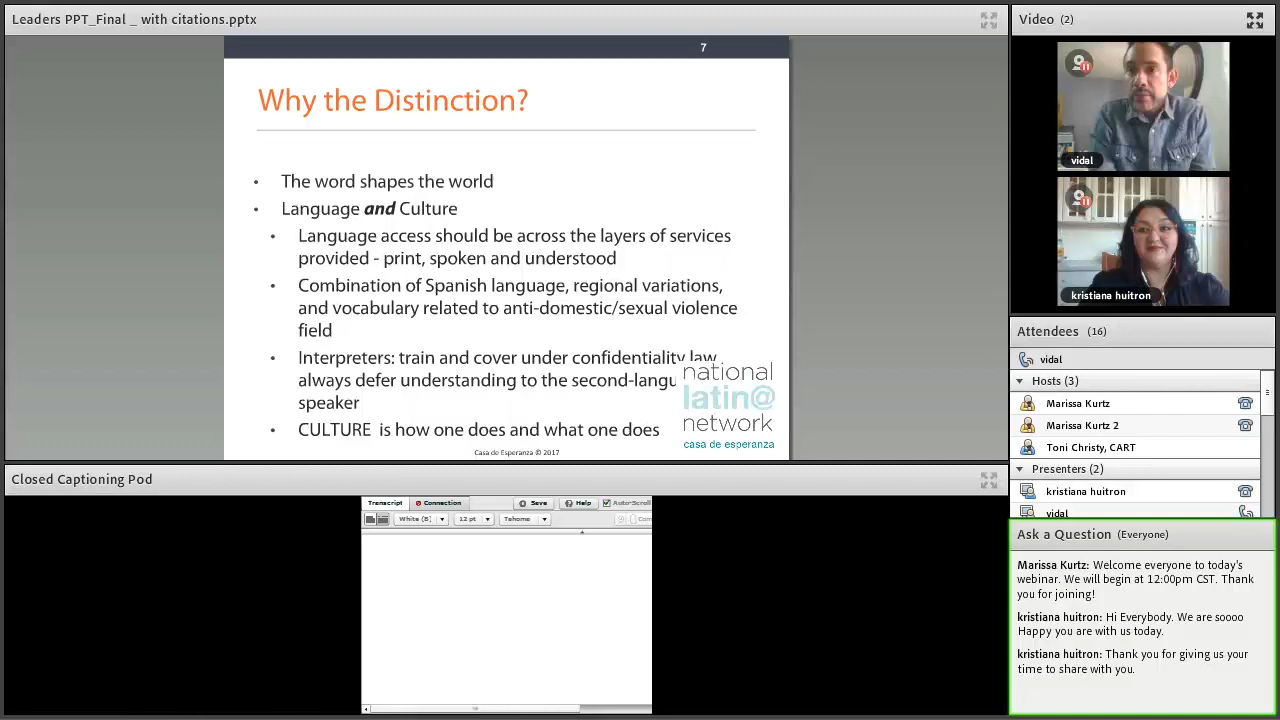 Leaders PPT_Final _ with citations.pptx
7
Why the Distinction?
• The word shapes the world
• Language and Culture
• Language access should be across the layers of services
provided - print, spoken and understood
• Combination of Spanish language, regional variations,
and vocabulary related to anti-domestic/sexual violence
field
• Interpreters: train and cover under confidentiality law
always defer understanding to the second-langu
speaker
• CULTURE is how one does and what one does
national
latin@
network
casa de esperanza
Casa de Esperanza © 2017
Video (2)
vidal
kristiana huitron
Attendees (16)
vidal
Hosts (3)
Marissa Kurtz
Marissa Kurtz 2
Toni Christy, CART
Presenters (2)
kristiana huitron
vidal
Closed Captioning Pod
Transcript Connection Save Help Auto-Scroll
White (B) 12 pt Tahoma
Ask a Question (Everyone)
Marissa Kurtz: Welcome everyone to today's
webinar. We will begin at 12:00pm CST. Thank
you for joining!
kristiana huitron: Hi Everybody. We are soooo
Happy you are with us today.
kristiana huitron: Thank you for giving us your
time to share with you.